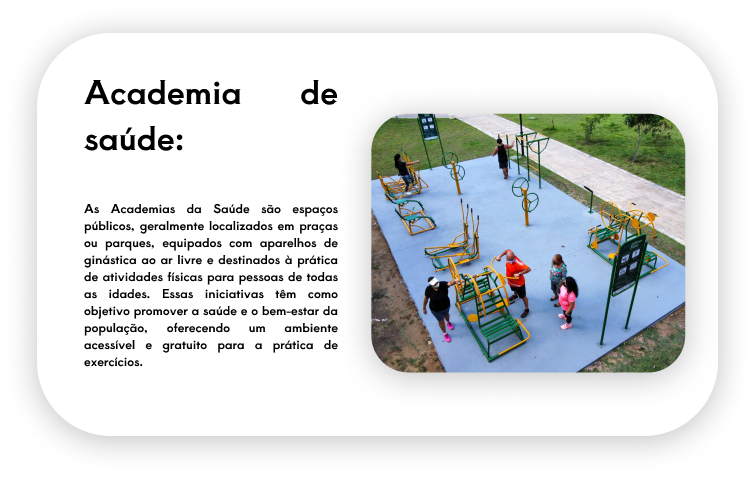 Academia de
saúde:
As Academias da Saúde são espaços
públicos, geralmente localizados em praças
ou parques, equipados com aparelhos de
ginástica ao ar livre e destinados à prática
de atividades físicas para pessoas de todas
as idades. Essas iniciativas têm como
objetivo promover a saúde e o bem-estar da
população, oferecendo um ambiente
acessível e gratuito para a prática de
exercícios.